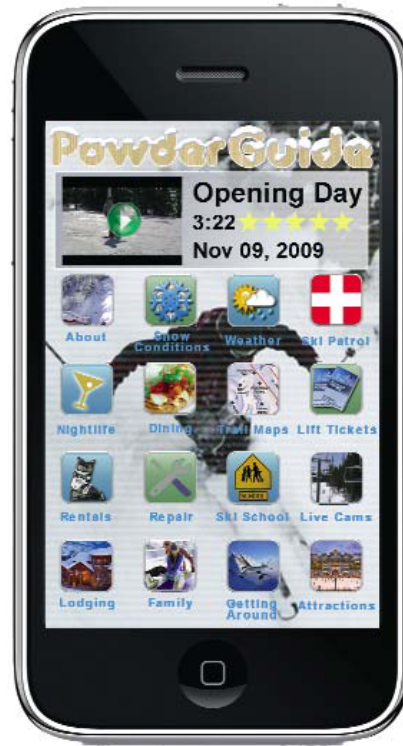 PowderGuide
Opening Day
3:22
Nov 09, 2009
About
Snow Conditions
Weather
Ski Patrol
Nightlife
Dining
Trail Maps
Lift Tickets
Rentals
Repair
SCHOOL
Ski School
Live Cams
Lodging
Family
Getting Around
Attractions